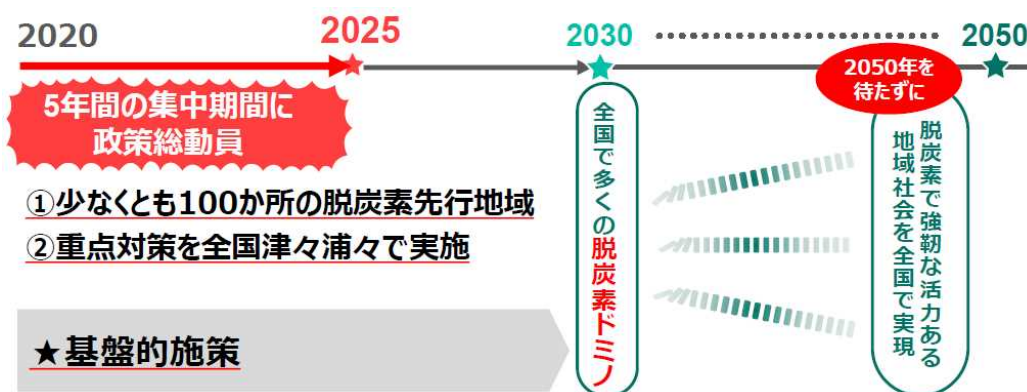 2020
2025
2030
2050
5年間の集中期間に
政策総動員
①少なくとも100か所の脱炭素先行地域
②重点対策を全国津々浦々で実施
★基盤的施策
全国で多くの脱炭素ドミノ
2050年を
待たずに
脱炭素で強靭な活力ある
地域社会を全国で実現